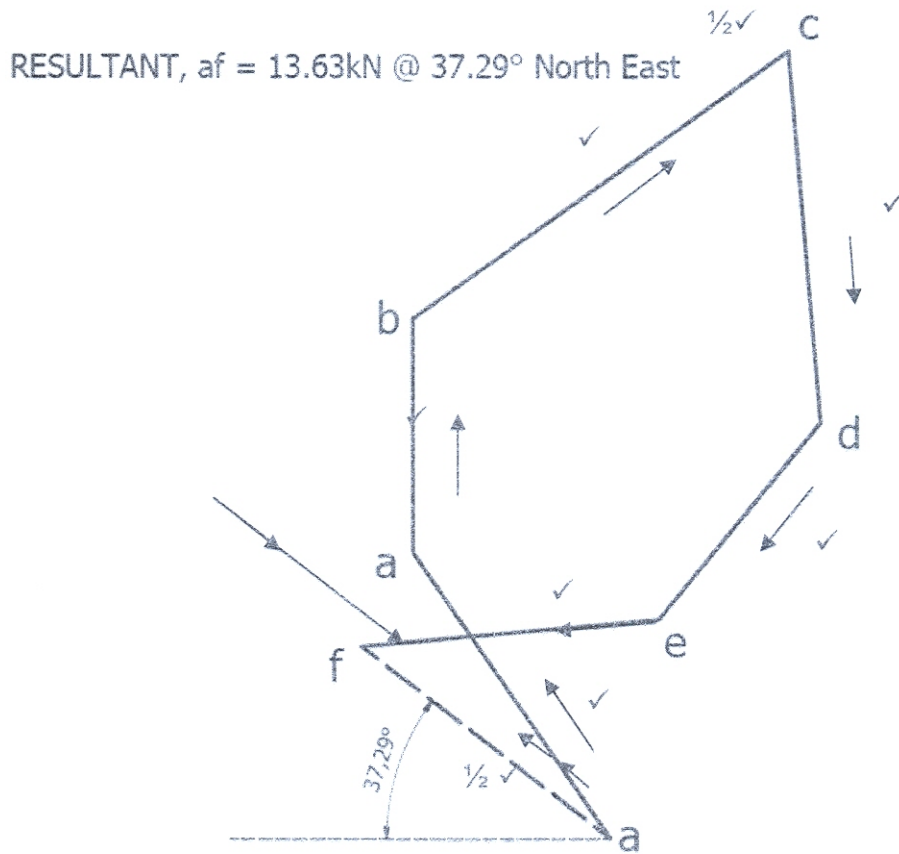 ½✓ c
RESULTANT, af = 13.63kN @ 37.29° North East
✓
✓
b
✓
d
✓
a
✓
e
f
✓
37,29°
½ ✓
a